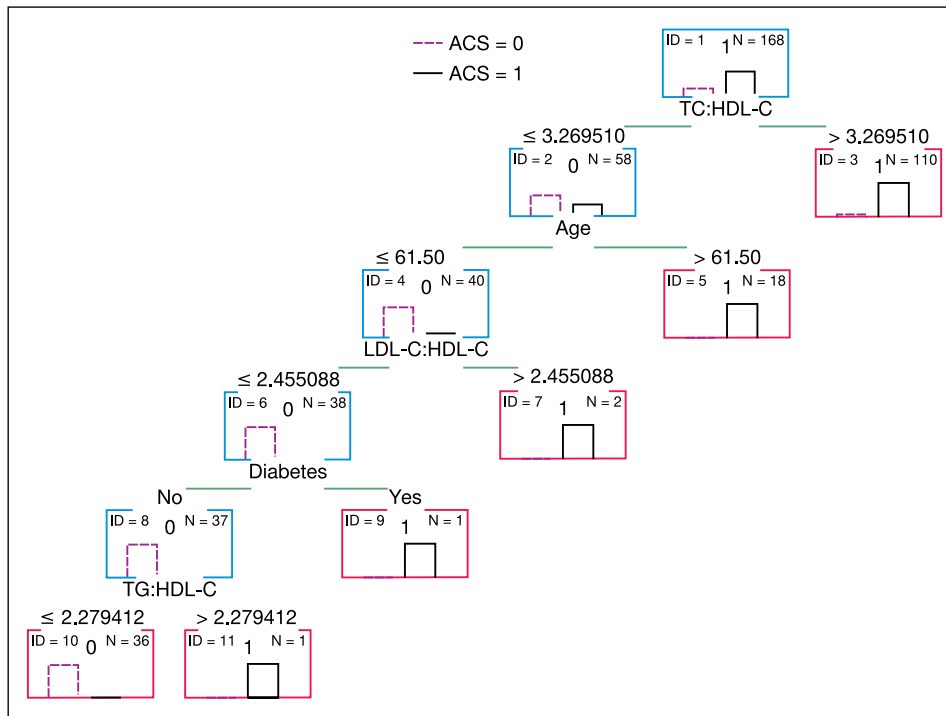 ACS = 0
ACS = 1
ID = 1 N = 168
1
TC:HDL-C
≤ 3.269510 > 3.269510
ID = 2 N = 58
0
ID = 3 N = 110
1
Age
≤ 61.50 > 61.50
ID = 4 N = 40
0
ID = 5 N = 18
1
LDL-C:HDL-C
≤ 2.455088 > 2.455088
ID = 6 N = 38
0
ID = 7 N = 2
1
Diabetes
No Yes
ID = 8 N = 37
0
ID = 9 N = 1
1
TG:HDL-C
≤ 2.279412 > 2.279412
ID = 10 N = 36
0
ID = 11 N = 1
1